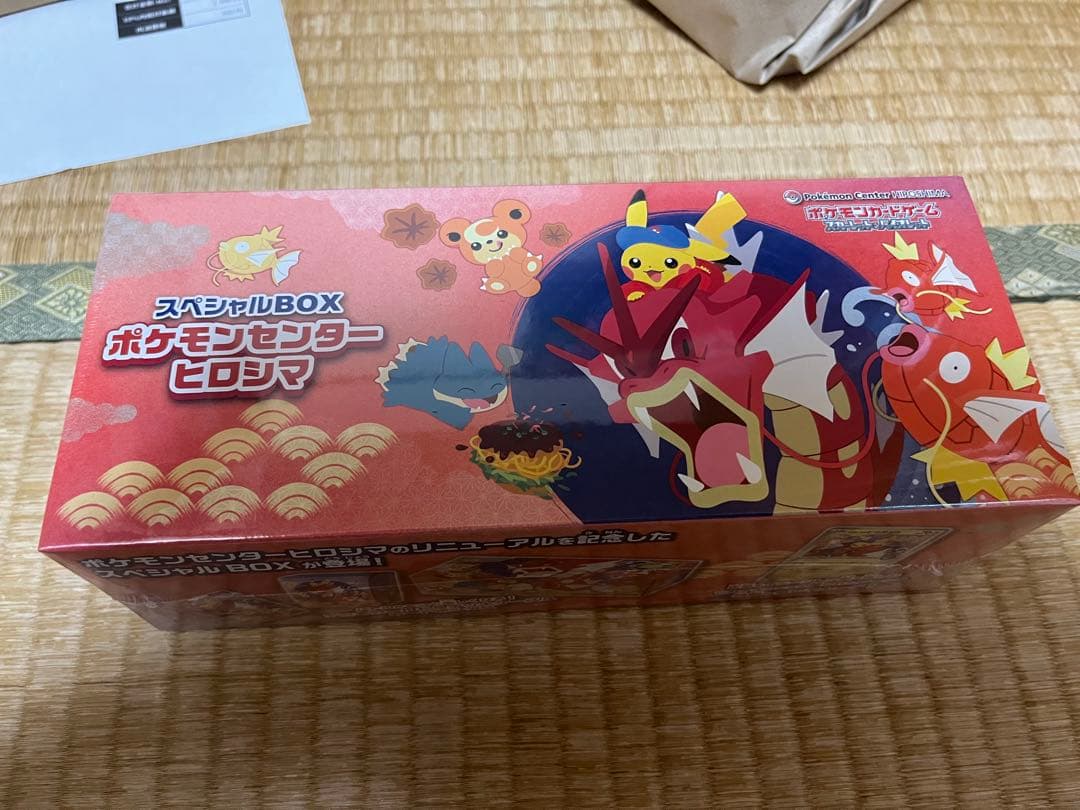 Pokémon Center HIROSHIMA
ポケモンカードゲーム
スカーレット&バイオレット
スペシャルBOX
ポケモンセンター
ヒロシマ
ポケモンセンターヒロシマのリニューアルを記念した
スペシャルBOXが登場!